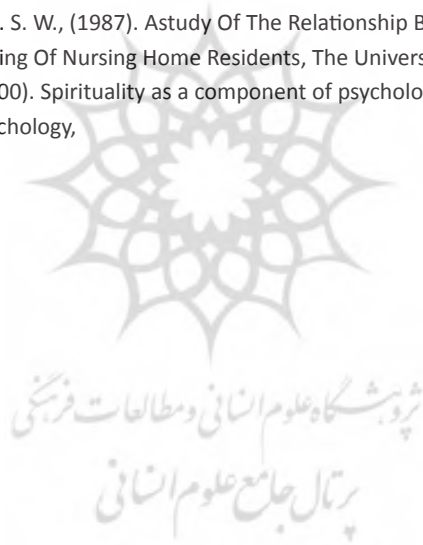 . S. W., (1987). Astudy Of The Relationship B
ing Of Nursing Home Residents, The Univers
00). Spirituality as a component of psycholo
chology,
پژوهشگاه علوم انسانی و مطالعات فرهنگی
پرتال جامع علوم انسانی